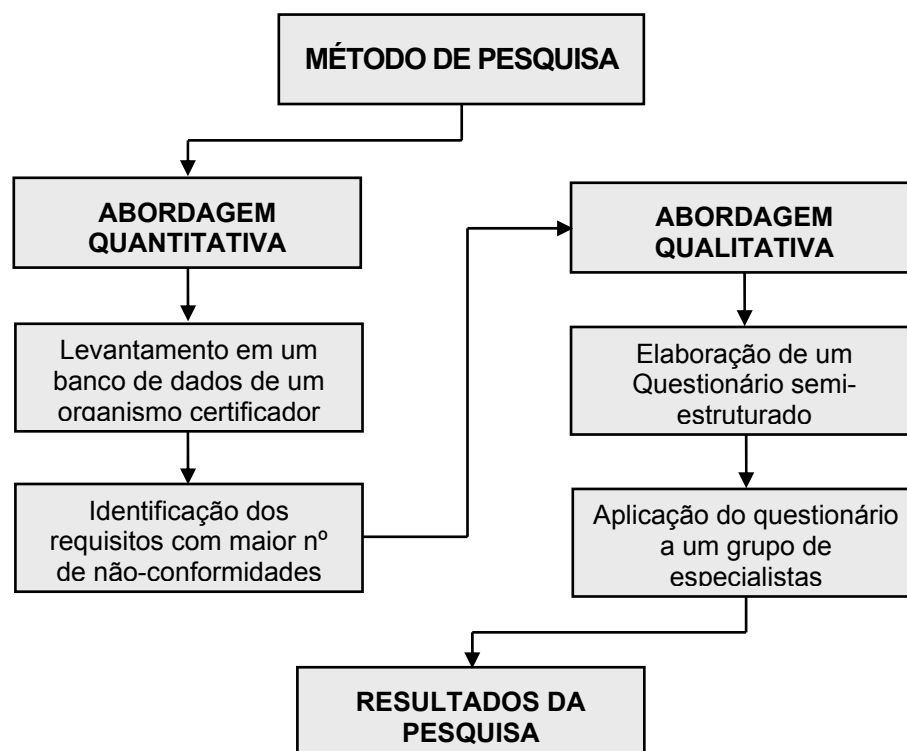 MÉTODO DE PESQUISA
ABORDAGEM
QUANTITATIVA
Levantamento em um
banco de dados de um
organismo certificador
Identificação dos
requisitos com maior nº
de não-conformidades
ABORDAGEM
QUALITATIVA
Elaboração de um
Questionário semi-
estruturado
Aplicação do questionário
a um grupo de
especialistas
RESULTADOS DA
PESQUISA